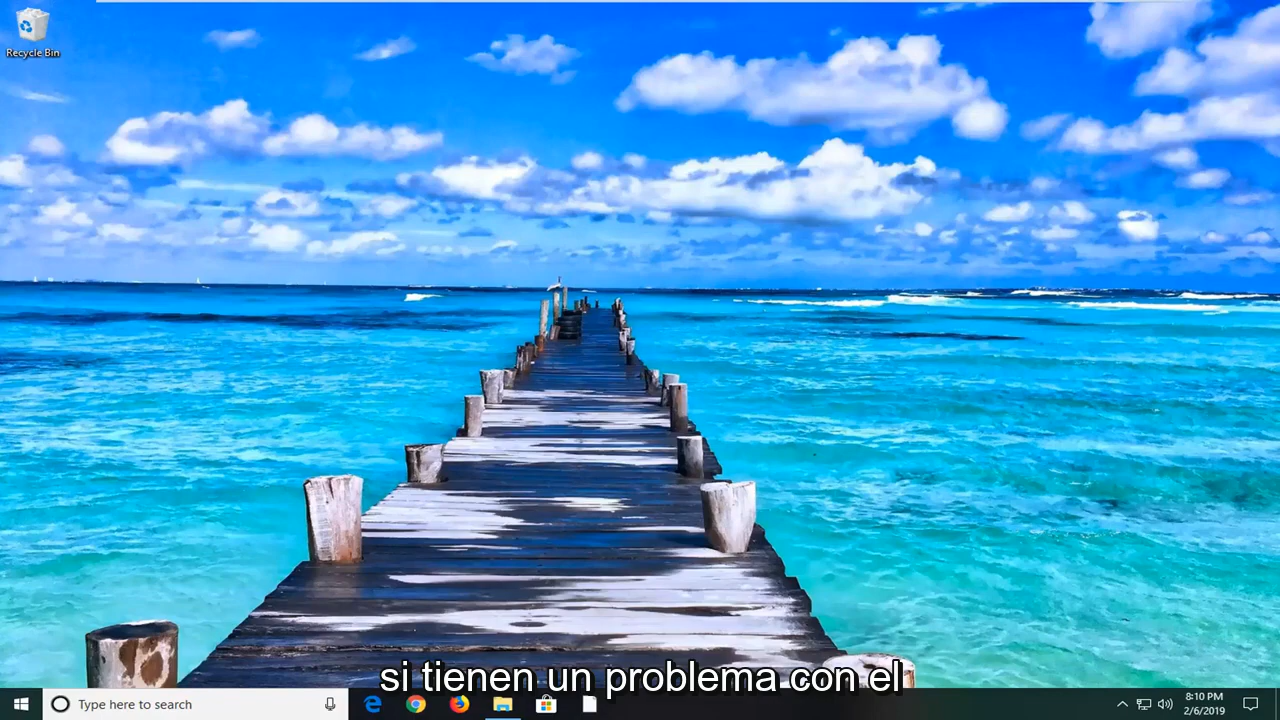 Recycle Bin
si tienen un problema con el
Type here to search
8:10 PM
2/6/2019